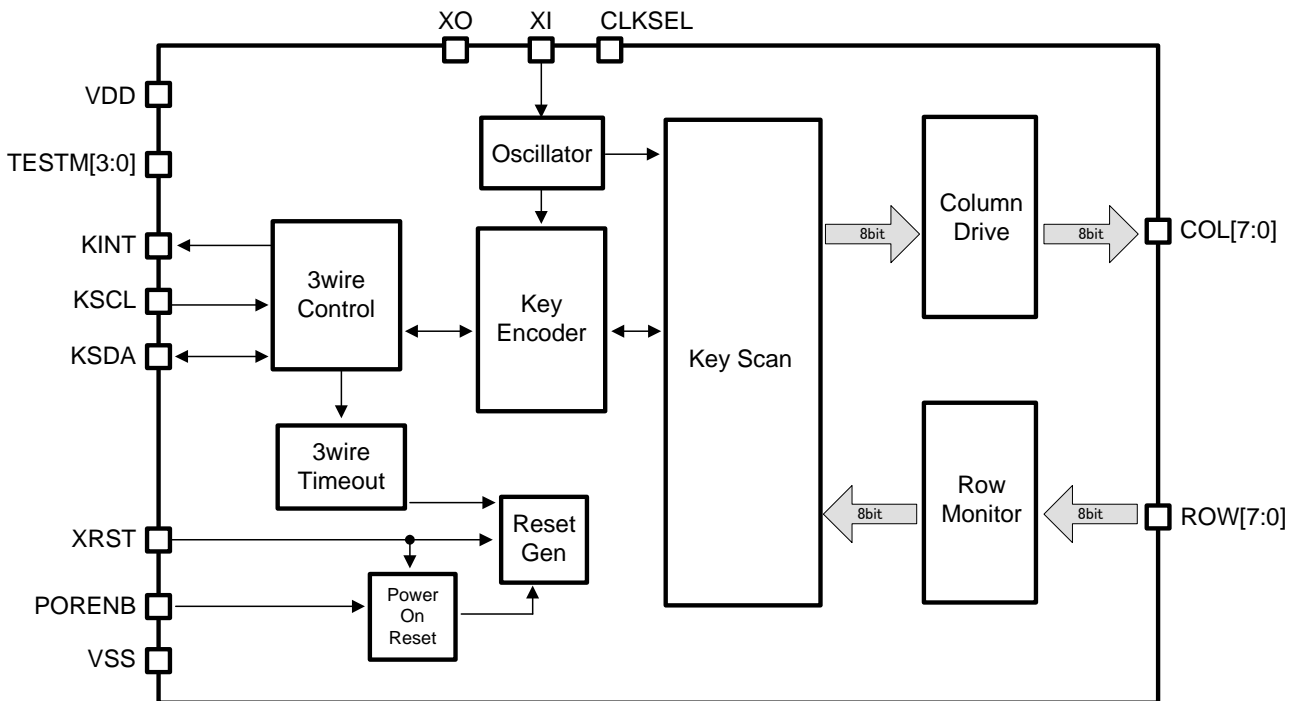 XO XI CLKSEL
VDD
TESTM[3:0]
KINT
KSCL
KSDA
XRST
PORENB
VSS
Oscillator
3wire
Control
Key
Encoder
3wire
Timeout
Reset
Gen
Power
On
Reset
Key Scan
8bit
Column
Drive
8bit
COL[7:0]
8bit
Row
Monitor
8bit
ROW[7:0]